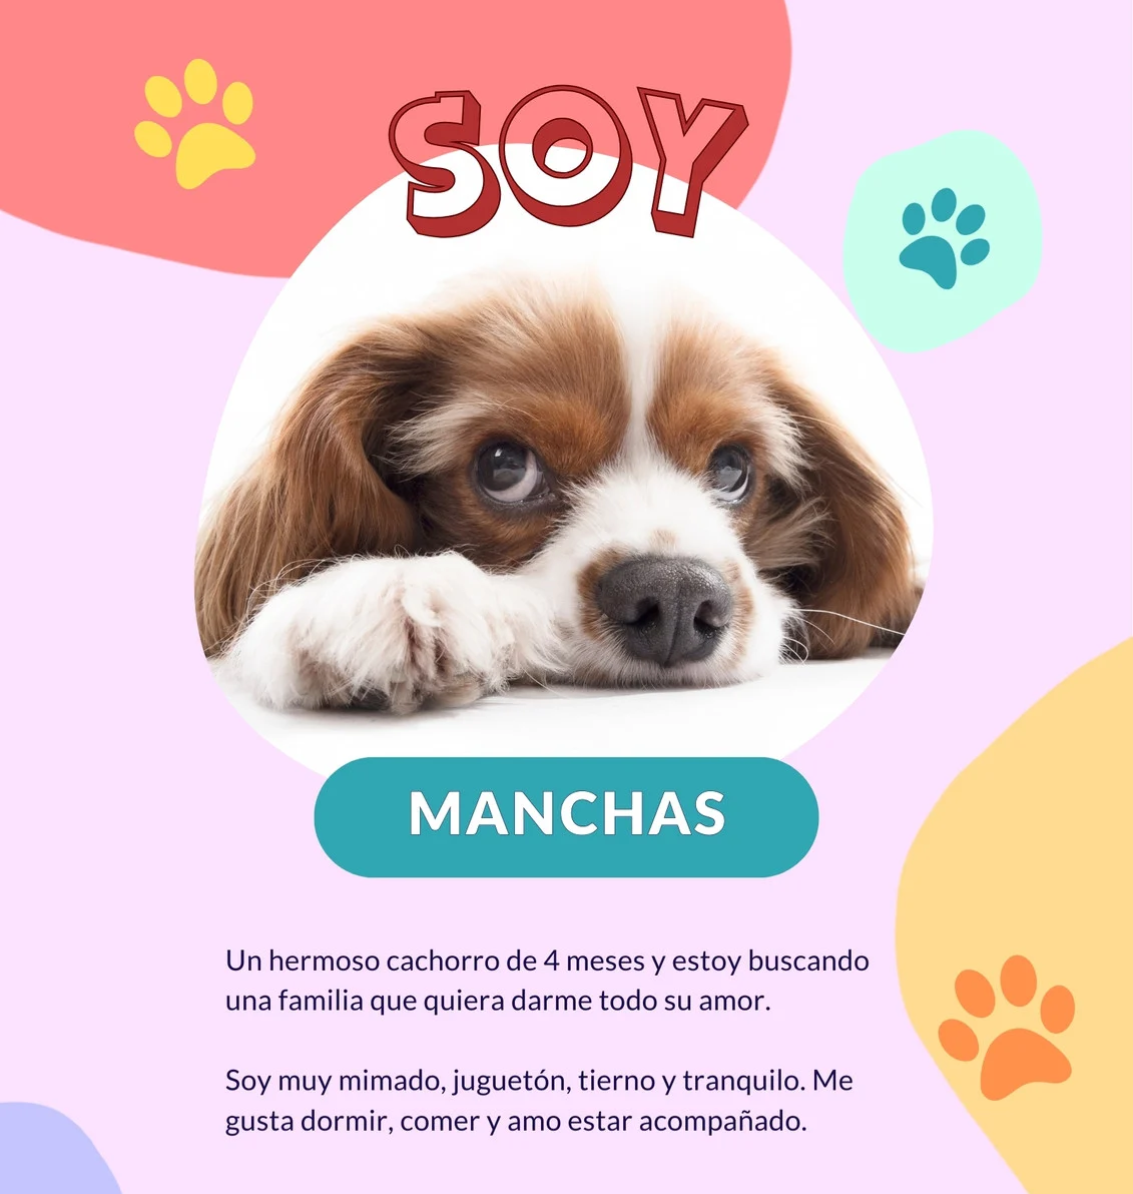 SOY
MANCHAS
Un hermoso cachorro de 4 meses y estoy buscando
una familia que quiera darme todo su amor.
Soy muy mimado, juguetón, tierno y tranquilo. Me
gusta dormir, comer y amo estar acompañado.